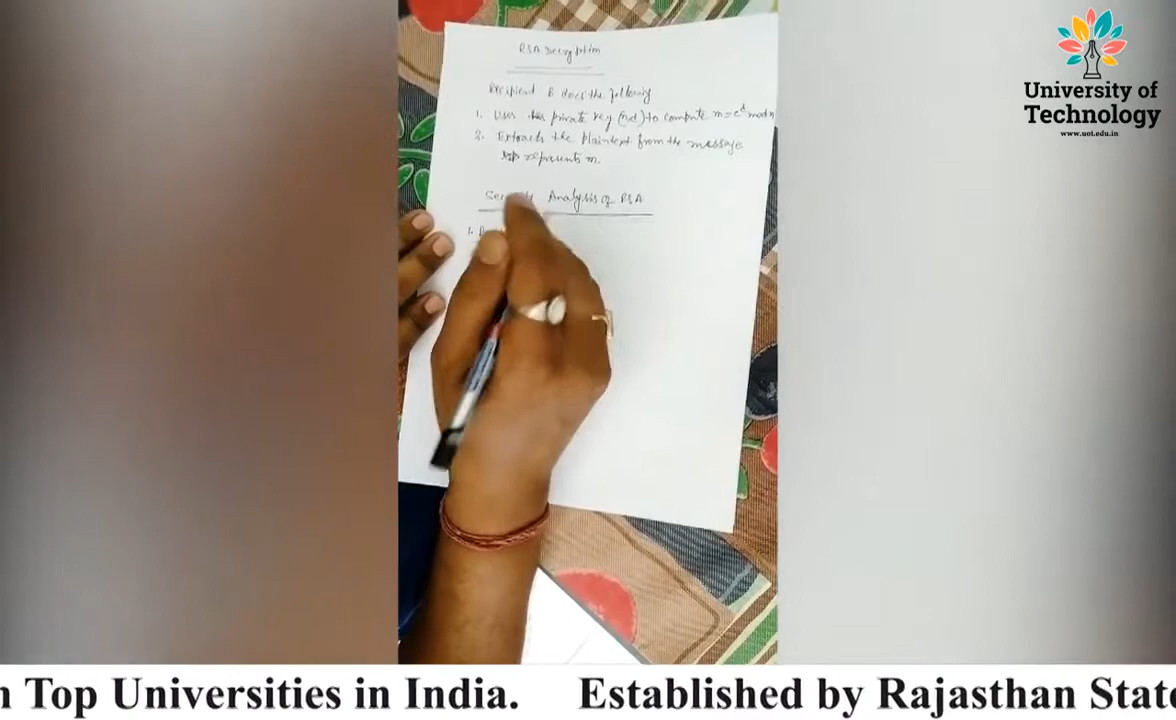 RSA Decryption
Recipient B does the following
1. Uses his private key (n,d) to compute m = c^d mod n
2. Extracts the plaintext from the message
represents m.
Analysis of RSA
1.
University of
Technology
www.uot.edu.in
n Top Universities in India. Established by Rajasthan State